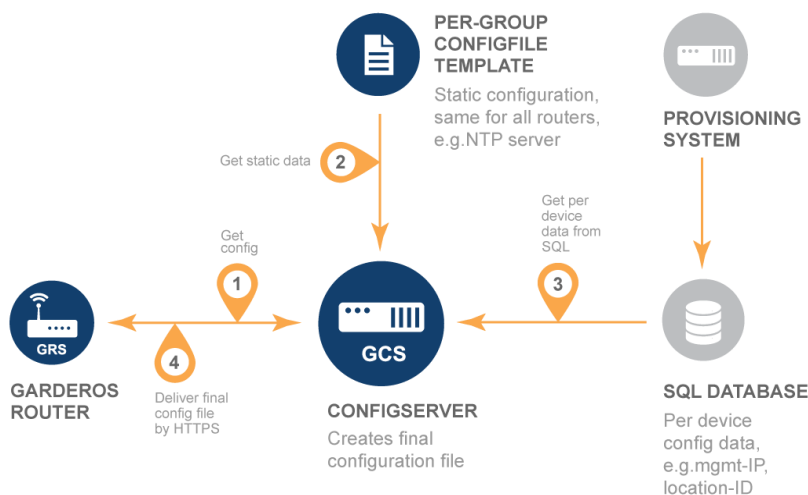 PER-GROUP
CONFIGFILE
TEMPLATE
Static configuration,
same for all routers,
e.g.NTP server
PROVISIONING
SYSTEM
Get static data
2
Get per
device
data from
SQL
Get
config
1
3
GRS
GCS
4
GARDEROS
ROUTER
Deliver final
config file
by HTTPS
CONFIGSERVER
Creates final
configuration file
SQL DATABASE
Per device
config data,
e.g.mgmt-IP,
location-ID